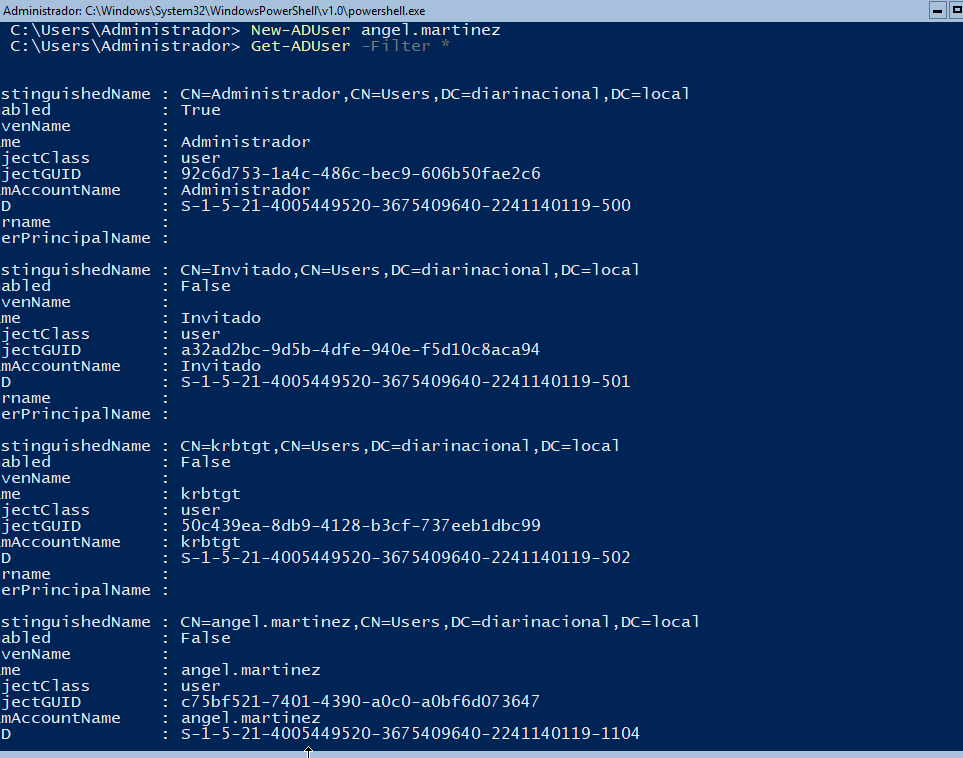 Administrador: C:\Windows\System32\WindowsPowerShell\v1.0\powershell.exe
C:\Users\Administrador> New-ADUser angel.martinez
C:\Users\Administrador> Get-ADUser -Filter *
stinguishedName : CN=Administrador,CN=Users,DC=diarinacional,DC=local
abled : True
venName :
me : Administrador
jectClass : user
jectGUID : 92c6d753-1a4c-486c-bec9-606b50fae2c6
mAccountName : Administrador
D : S-1-5-21-4005449520-3675409640-2241140119-500
rname :
erPrincipalName :
stinguishedName : CN=Invitado,CN=Users,DC=diarinacional,DC=local
abled : False
venName :
me : Invitado
jectClass : user
jectGUID : a32ad2bc-9d5b-4dfe-940e-f5d10c8aca94
mAccountName : Invitado
D : S-1-5-21-4005449520-3675409640-2241140119-501
rname :
erPrincipalName :
stinguishedName : CN=krbtgt,CN=Users,DC=diarinacional,DC=local
abled : False
venName :
me : krbtgt
jectClass : user
jectGUID : 50c439ea-8db9-4128-b3cf-737eeb1dbc99
mAccountName : krbtgt
D : S-1-5-21-4005449520-3675409640-2241140119-502
rname :
erPrincipalName :
stinguishedName : CN=angel.martinez,CN=Users,DC=diarinacional,DC=local
abled : False
venName :
me : angel.martinez
jectClass : user
jectGUID : c75bf521-7401-4390-a0c0-a0bf6d073647
mAccountName : angel.martinez
D : S-1-5-21-4005449520-3675409640-2241140119-1104